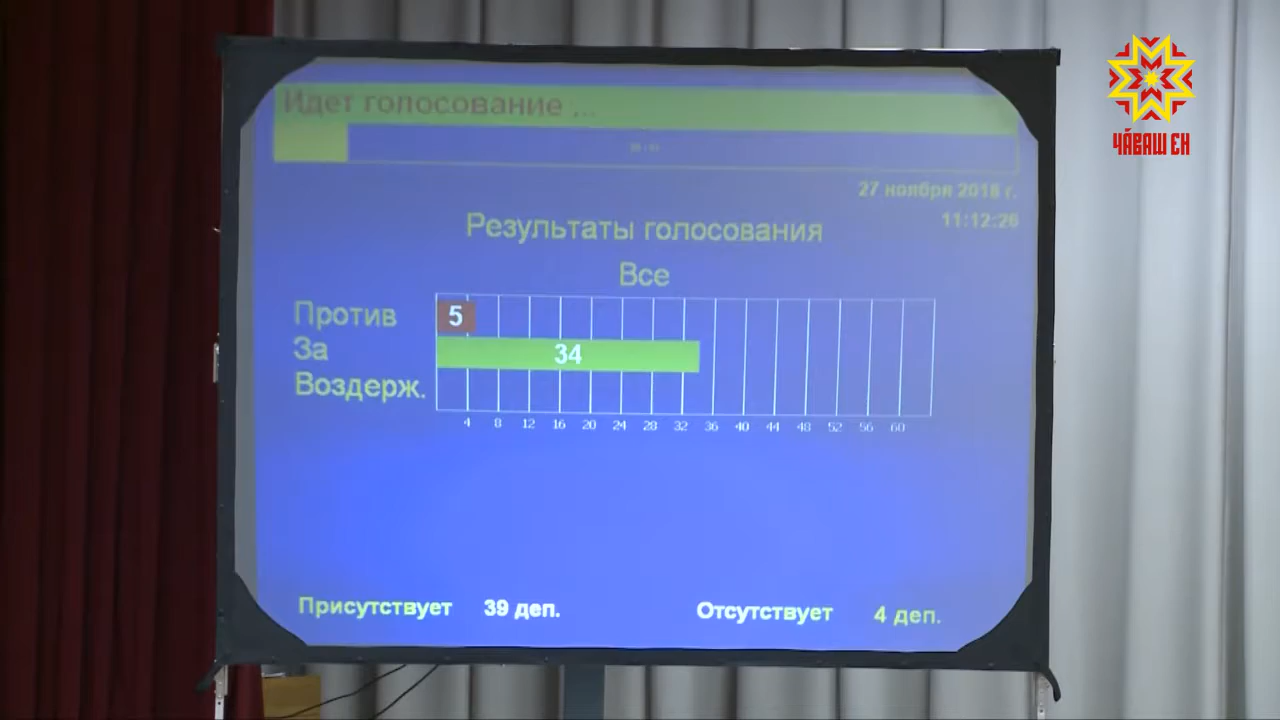 Идет голосование ...
27 ноября 2018 г.
11:12:26
Результаты голосования
Все
Против 5
За 34
Воздерж.
4 8 12 16 20 24 28 32 36 40 44 48 52 56 60
Присутствует 39 деп. Отсутствует 4 деп.
ЧӐВАШ ЕН